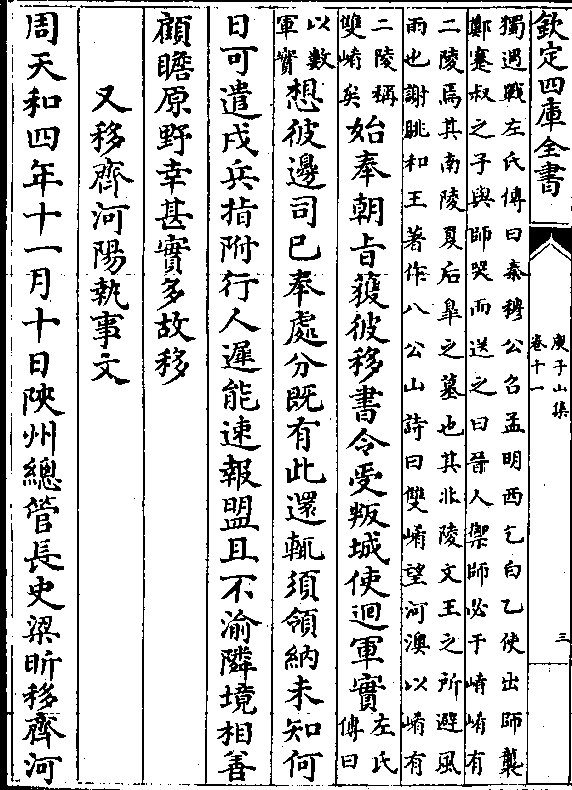 欽定四庫全書
庾子山集
卷十一
三
獨遇戰左氏傳曰秦穆公召孟明西乞白乙使出師襲
鄭蹇叔之子與師哭而送之曰晉人禦師必于崤崤有
二陵焉其南陵夏后皋之墓也其北陵文王之所避風
雨也謝眺和王著作八公山詩曰雙崤望河澳以崤有
二陵稱
雙崤矣
始奉朝旨獲彼移書令受叛城使迴軍實
左氏
傳曰
以數
軍實
想彼邊司已奉處分既有此還輒須領納未知何
日可遣戍兵指附行人遲能速報盟且不渝隣境相善
顧瞻原野幸甚實多故移
又移齊河陽執事文
周天和四年十一月十日陜州總管長史梁昕移齊河